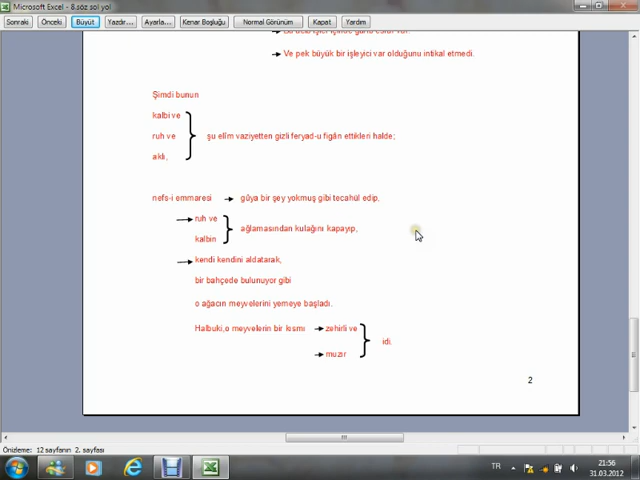 Microsoft Excel - 8.söz sol yol
Sonraki Önceki Büyüt Yazdır... Ayarla... Kenar Boşluğu Normal Görünüm Kapat Yardım
Ve pek büyük bir işleyici var olduğunu intikal etmedi.
Şimdi bunun
kalbi ve
ruh ve şu elîm vaziyetten gizli feryad-u figân ettikleri halde;
aklı,
nefs-i emmaresi gûya bir şey yokmuş gibi tecahül edip,
ruh ve
ağlamasından kulağını kapayıp,
kalbin
kendi kendini aldatarak,
bir bahçede bulunuyor gibi
o ağacın meyvelerini yemeye başladı.
Halbuki,o meyvelerin bir kısmı zehirli ve
idi.
muzır
2
Önizleme: 12 sayfanın 2. sayfası
TR 21:56
31.03.2012